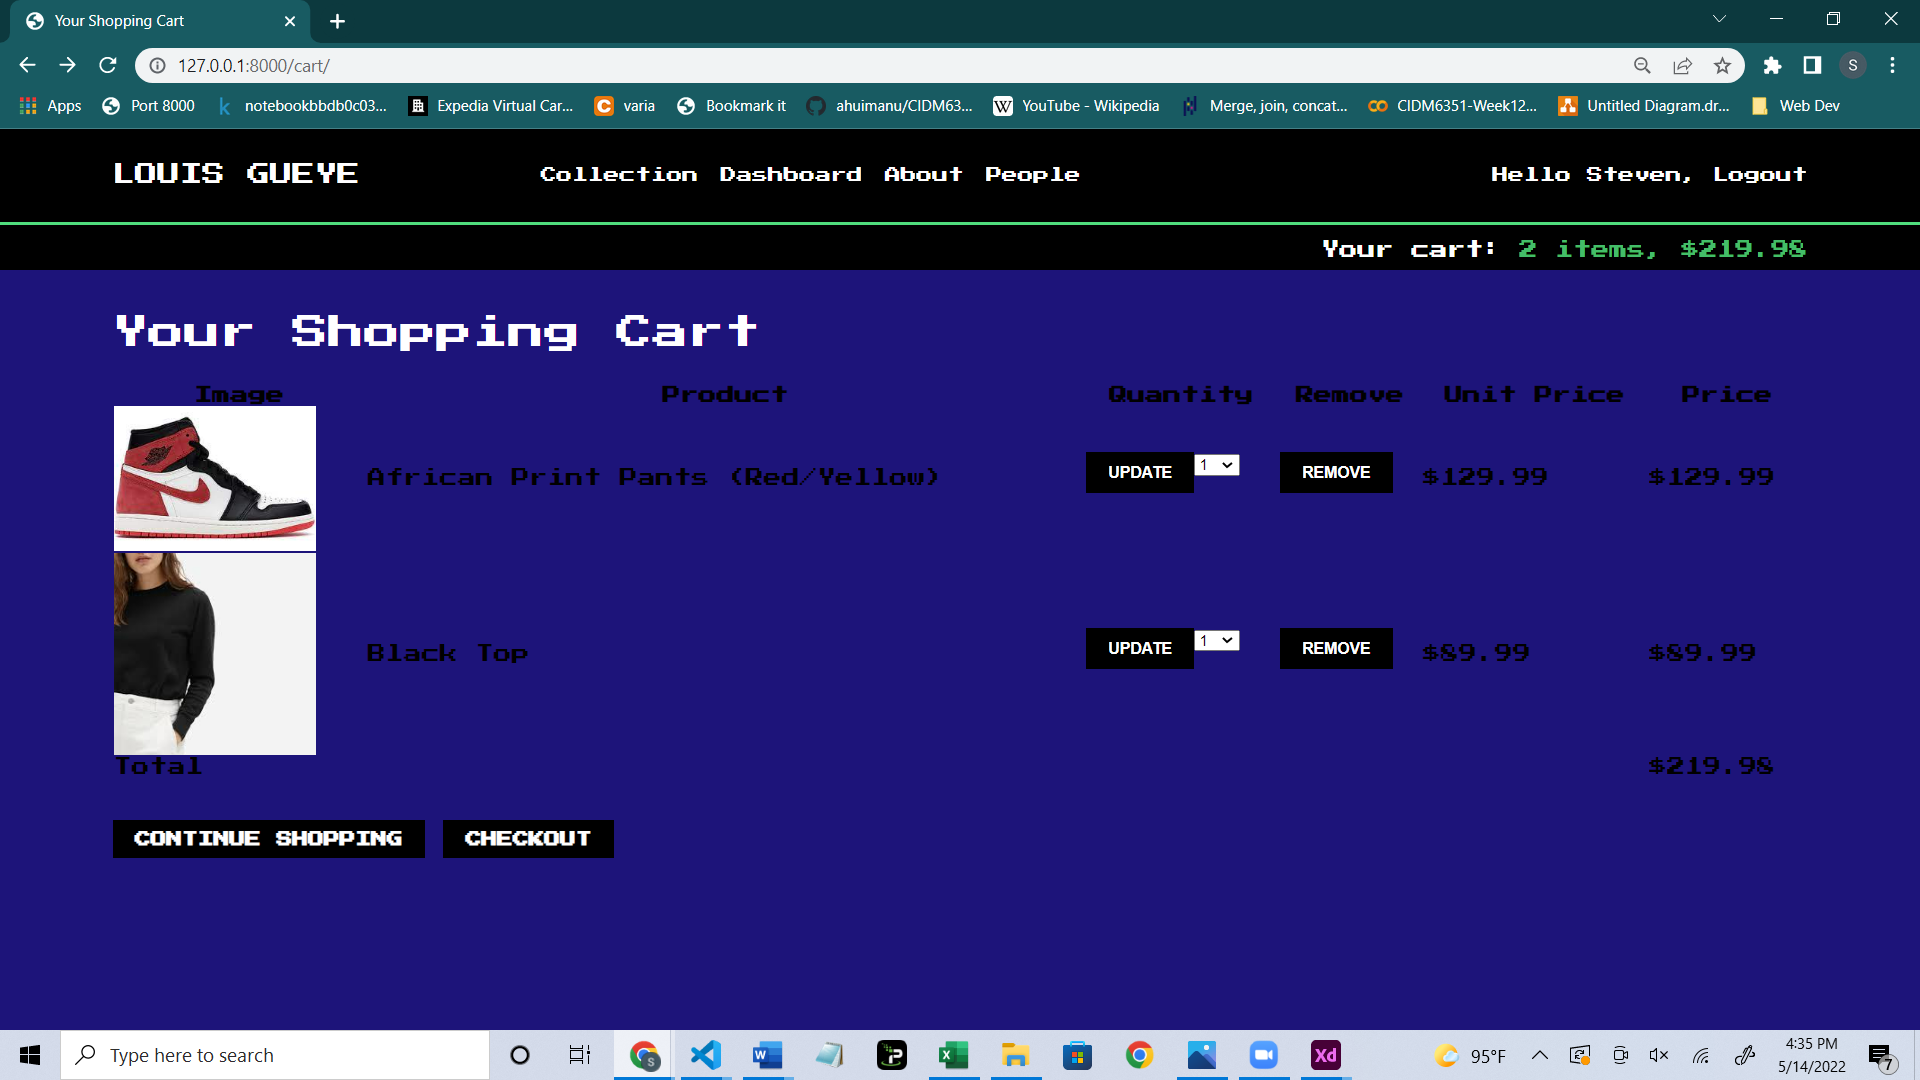 Your Shopping Cart
127.0.0.1:8000/cart/
S
Apps Port 8000 notebookbbdb0c03... Expedia Virtual Car... varia Bookmark it ahuimanu/CIDM63... YouTube - Wikipedia Merge, join, concat... CIDM6351-Week12... Untitled Diagram.dr... Web Dev
LOUIS GUEYE Collection Dashboard About People Hello Steven, Logout
Your cart: 2 items, $219.98
Your Shopping Cart
Image Product Quantity Remove Unit Price Price
African Print Pants (Red/Yellow) UPDATE 1 REMOVE $129.99 $129.99
Black Top UPDATE 1 REMOVE $89.99 $89.99
Total $219.98
CONTINUE SHOPPING CHECKOUT
Type here to search
95°F
4:35 PM
5/14/2022
7